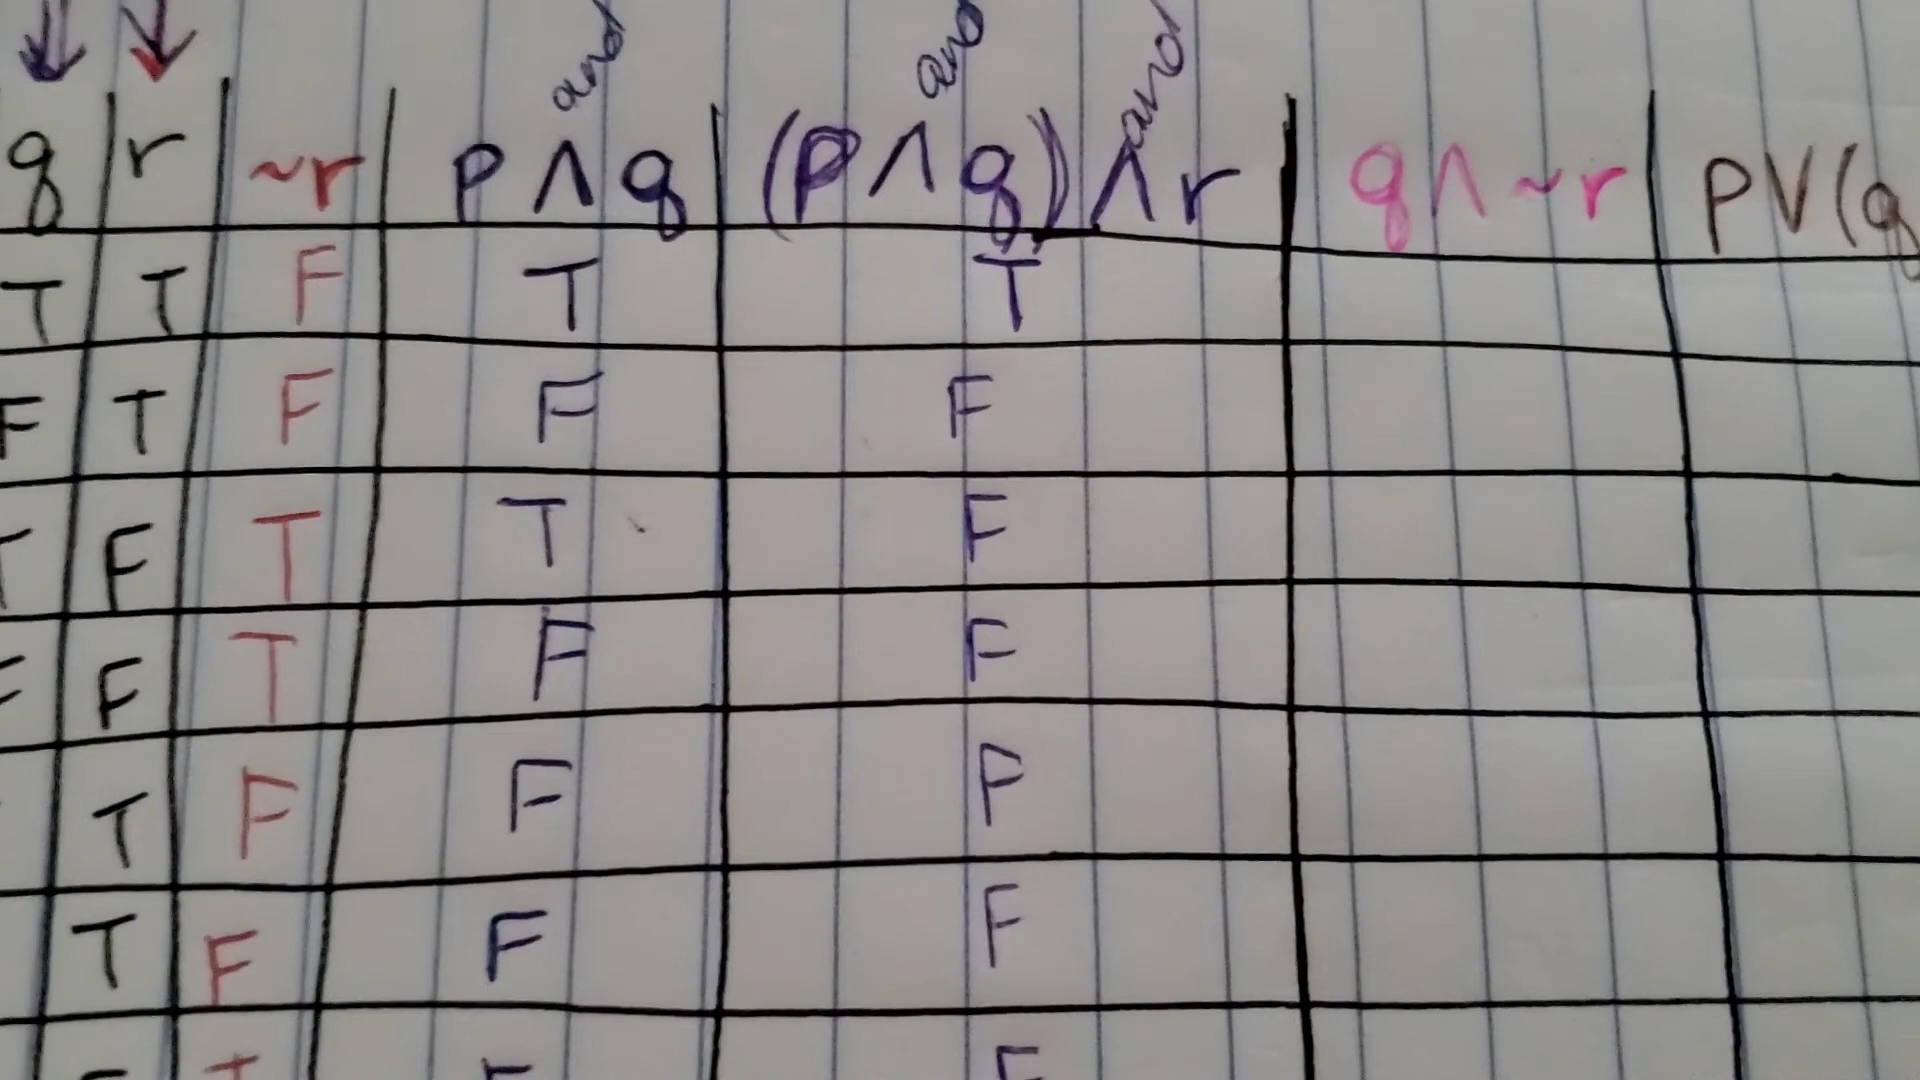 and and and
q r ~r p ∧ q (p ∧ q) ∧ r q ∧ ~r p V (q
T T F T T
F T F F F
T F T T F
F F T F F
T F F F
T F F F